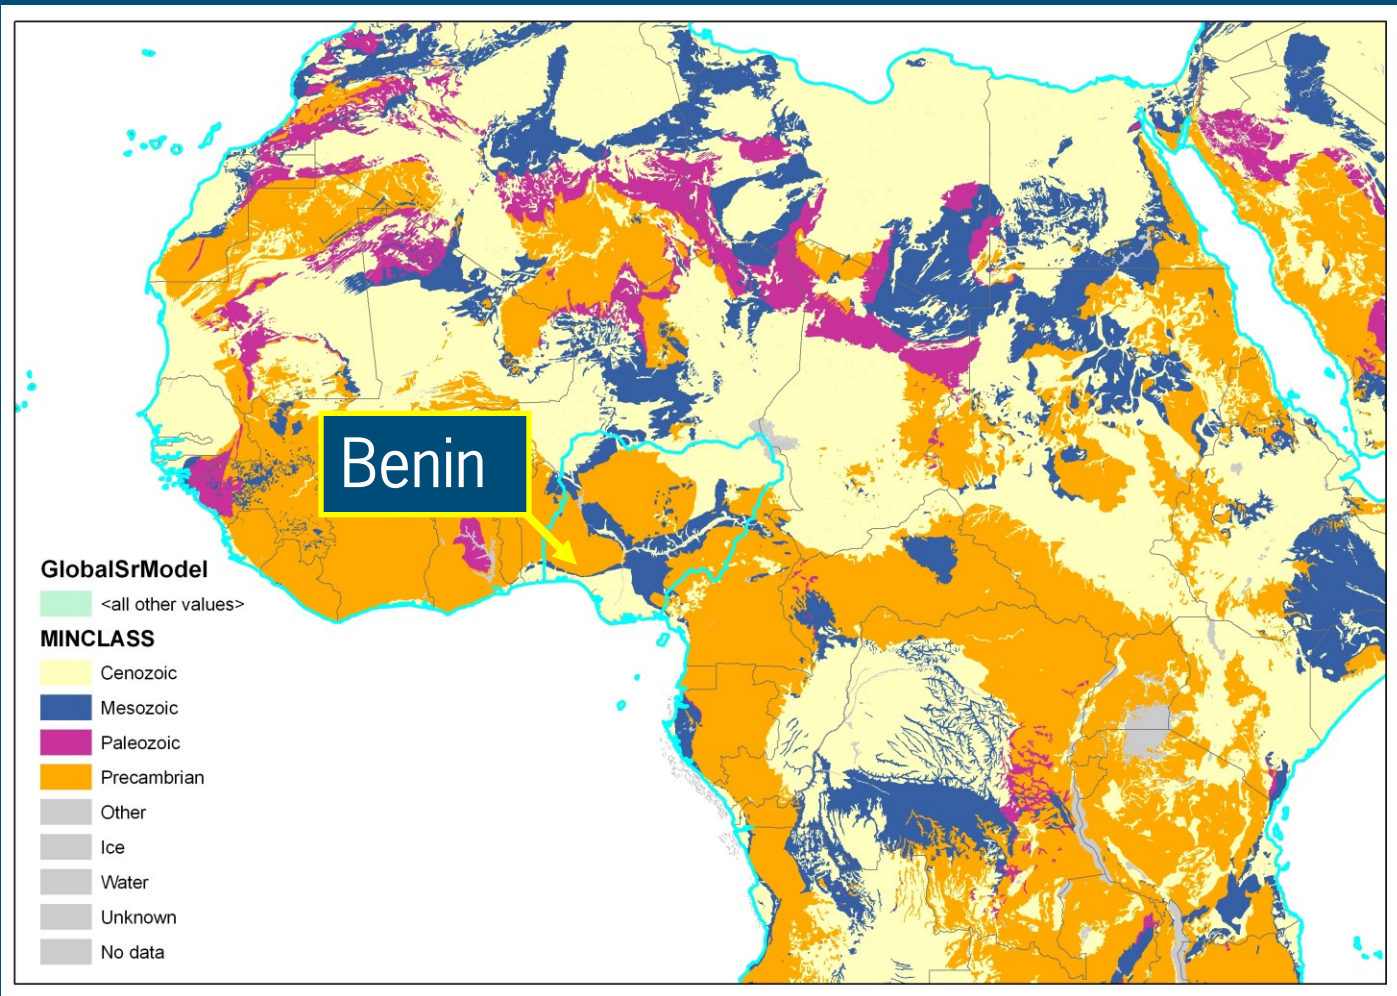 Benin
GlobalSrModel
<all other values>
MINCLASS
Cenozoic
Mesozoic
Paleozoic
Precambrian
Other
Ice
Water
Unknown
No data